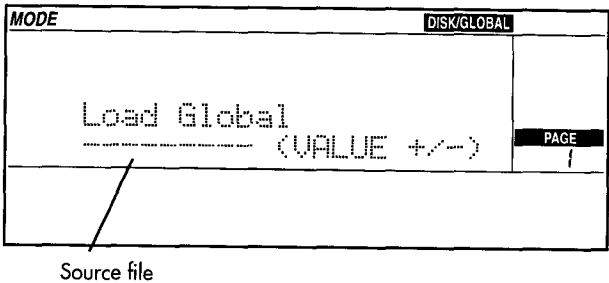 MODE DISK/GLOBAL
Load Global
--------- (VALUE +/-)
PAGE
1
Source file